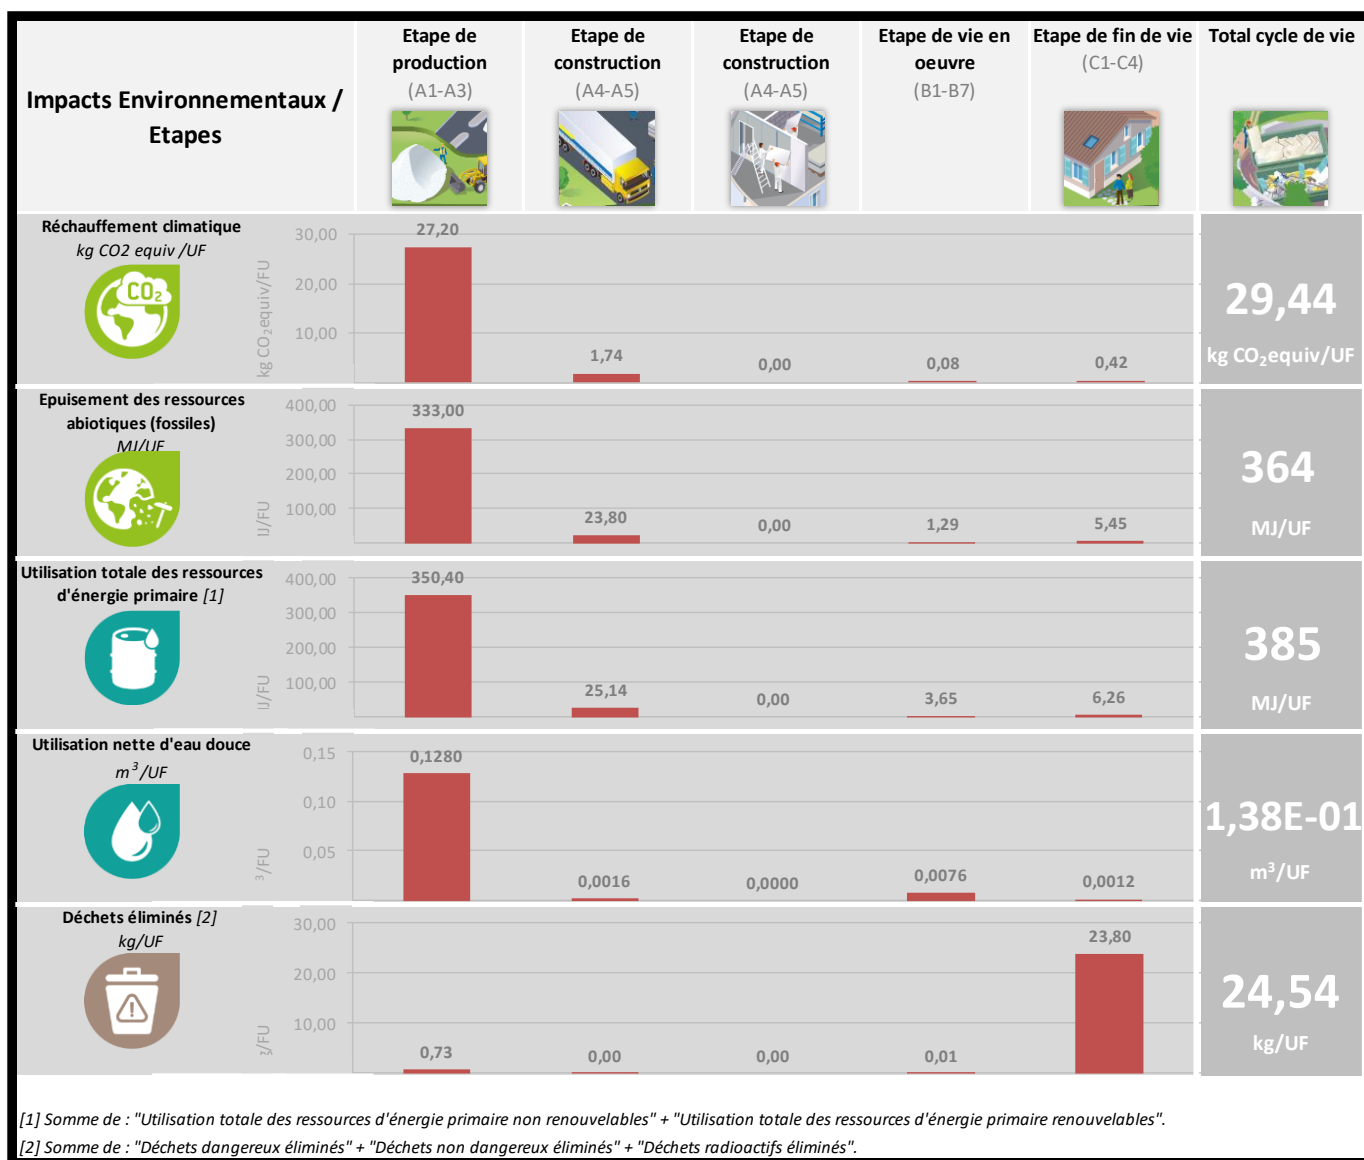 Impacts Environnementaux /
Etapes
Etape de
production
(A1-A3)
Etape de
construction
(A4-A5)
Etape de
construction
(A4-A5)
Etape de vie en
oeuvre
(B1-B7)
Etape de fin de vie
(C1-C4)
Total cycle de vie
Réchauffement climatique
kg CO2 equiv /UF
CO₂
kg CO₂equiv/FU
30,00
20,00
10,00
27,20
1,74
0,00
0,08
0,42
29,44
kg CO₂equiv/UF
Epuisement des ressources
abiotiques (fossiles)
MJ/UF
/FU
400,00
300,00
200,00
100,00
333,00
23,80
0,00
1,29
5,45
364
MJ/UF
Utilisation totale des ressources
d'énergie primaire [1]
/FU
400,00
300,00
200,00
100,00
350,40
25,14
0,00
3,65
6,26
385
MJ/UF
Utilisation nette d'eau douce
m³/UF
³/FU
0,15
0,10
0,05
0,1280
0,0016
0,0000
0,0076
0,0012
1,38E-01
m³/UF
Déchets éliminés [2]
kg/UF
/FU
30,00
20,00
10,00
0,73
0,00
0,00
0,01
23,80
24,54
kg/UF
[1] Somme de : "Utilisation totale des ressources d'énergie primaire non renouvelables" + "Utilisation totale des ressources d'énergie primaire renouvelables".
[2] Somme de : "Déchets dangereux éliminés" + "Déchets non dangereux éliminés" + "Déchets radioactifs éliminés".